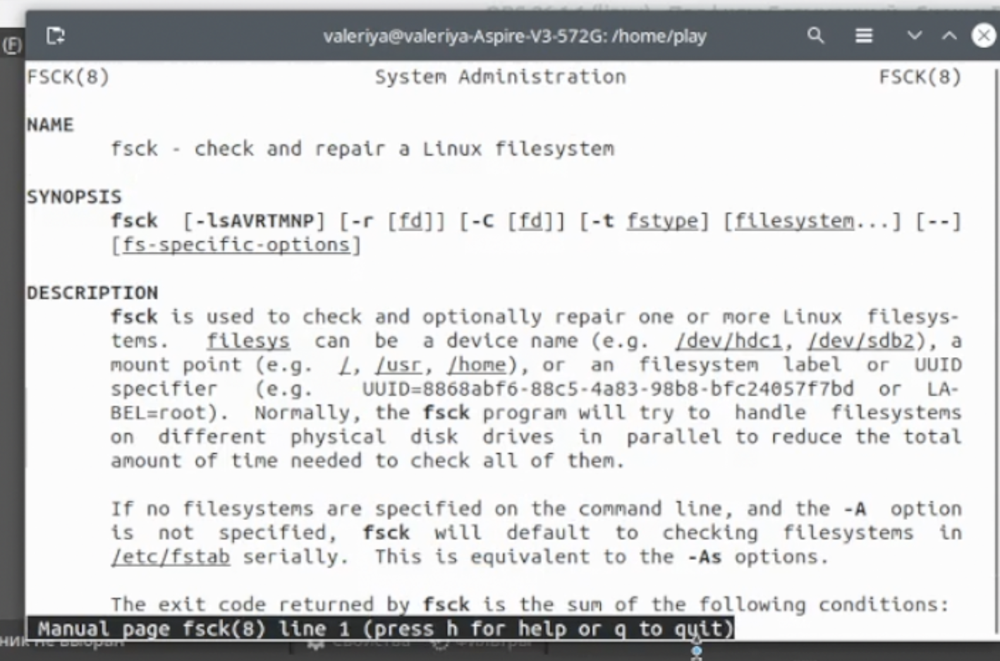 (F)
valeriya@valeriya-Aspire-V3-572G: /home/play
FSCK(8) System Administration FSCK(8)
NAME
fsck - check and repair a Linux filesystem
SYNOPSIS
fsck [-lsAVRTMNP] [-r [fd]] [-C [fd]] [-t fstype] [filesystem...] [--]
[fs-specific-options]
DESCRIPTION
fsck is used to check and optionally repair one or more Linux filesys-
tems. filesys can be a device name (e.g. /dev/hdc1, /dev/sdb2), a
mount point (e.g. /, /usr, /home), or an filesystem label or UUID
specifier (e.g. UUID=8868abf6-88c5-4a83-98b8-bfc24057f7bd or LA-
BEL=root). Normally, the fsck program will try to handle filesystems
on different physical disk drives in parallel to reduce the total
amount of time needed to check all of them.
If no filesystems are specified on the command line, and the -A option
is not specified, fsck will default to checking filesystems in
/etc/fstab serially. This is equivalent to the -As options.
The exit code returned by fsck is the sum of the following conditions:
Manual page fsck(8) line 1 (press h for help or q to quit)